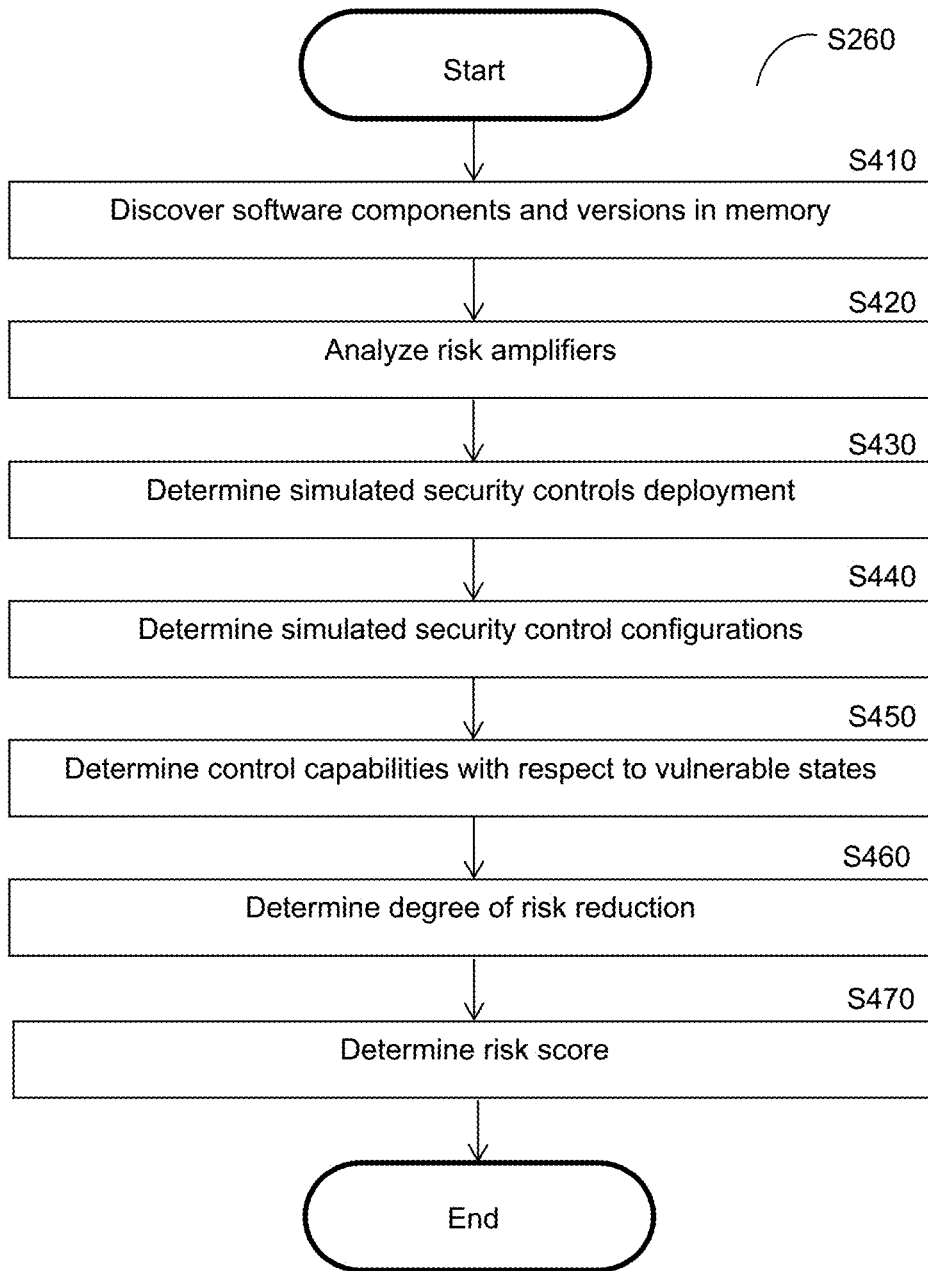 Start
S260
S410
Discover software components and versions in memory
S420
Analyze risk amplifiers
S430
Determine simulated security controls deployment
S440
Determine simulated security control configurations
S450
Determine control capabilities with respect to vulnerable states
S460
Determine degree of risk reduction
S470
Determine risk score
End